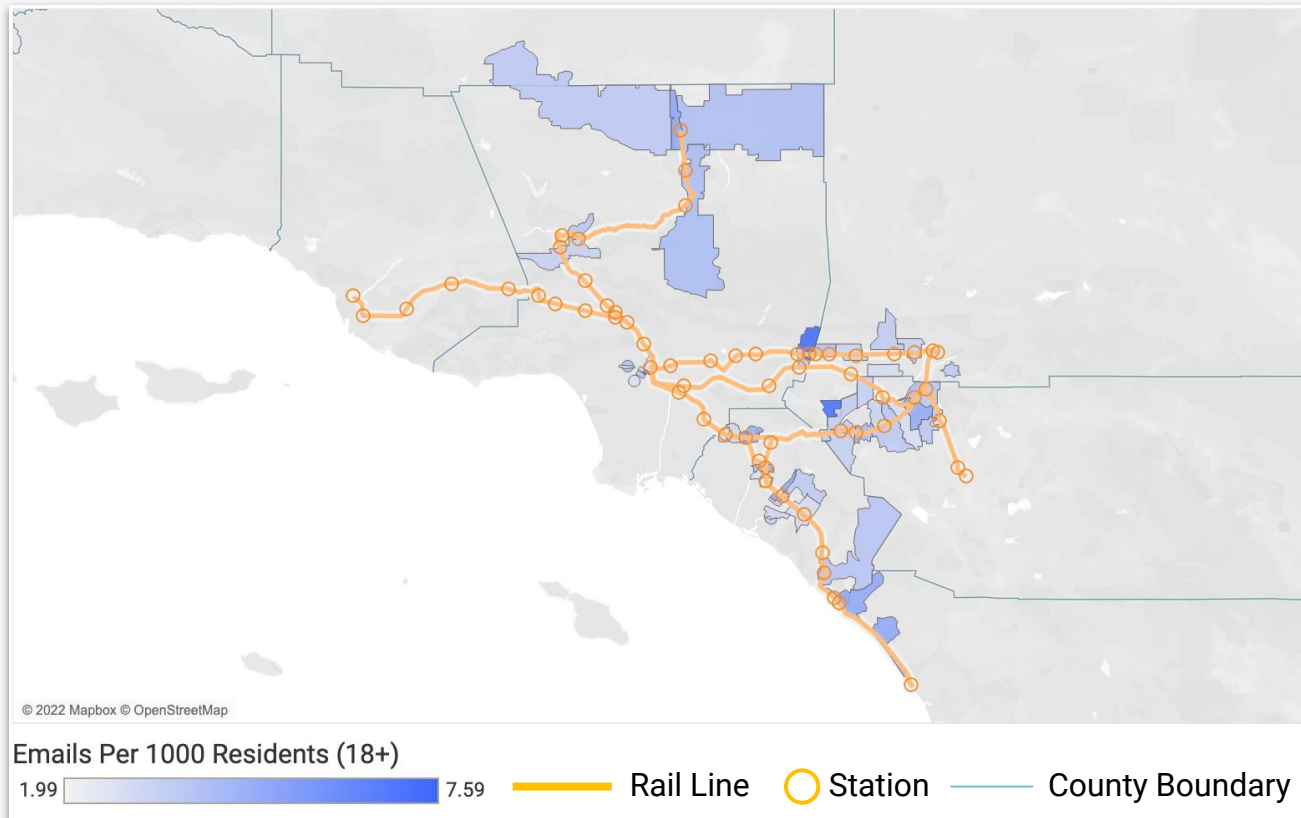 © 2022 Mapbox © OpenStreetMap
Emails Per 1000 Residents (18+)
1.99 7.59 Rail Line Station County Boundary